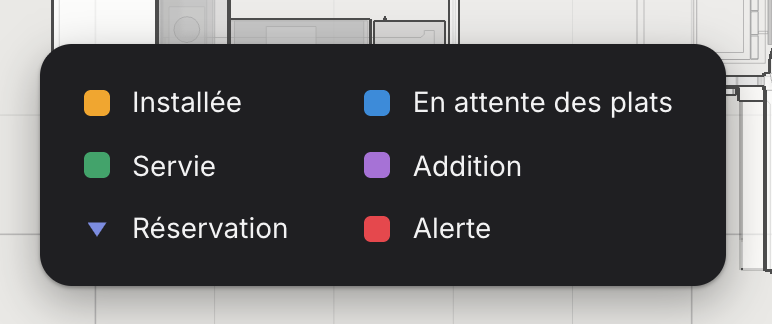 Installée
En attente des plats
Servie
Addition
Réservation
Alerte